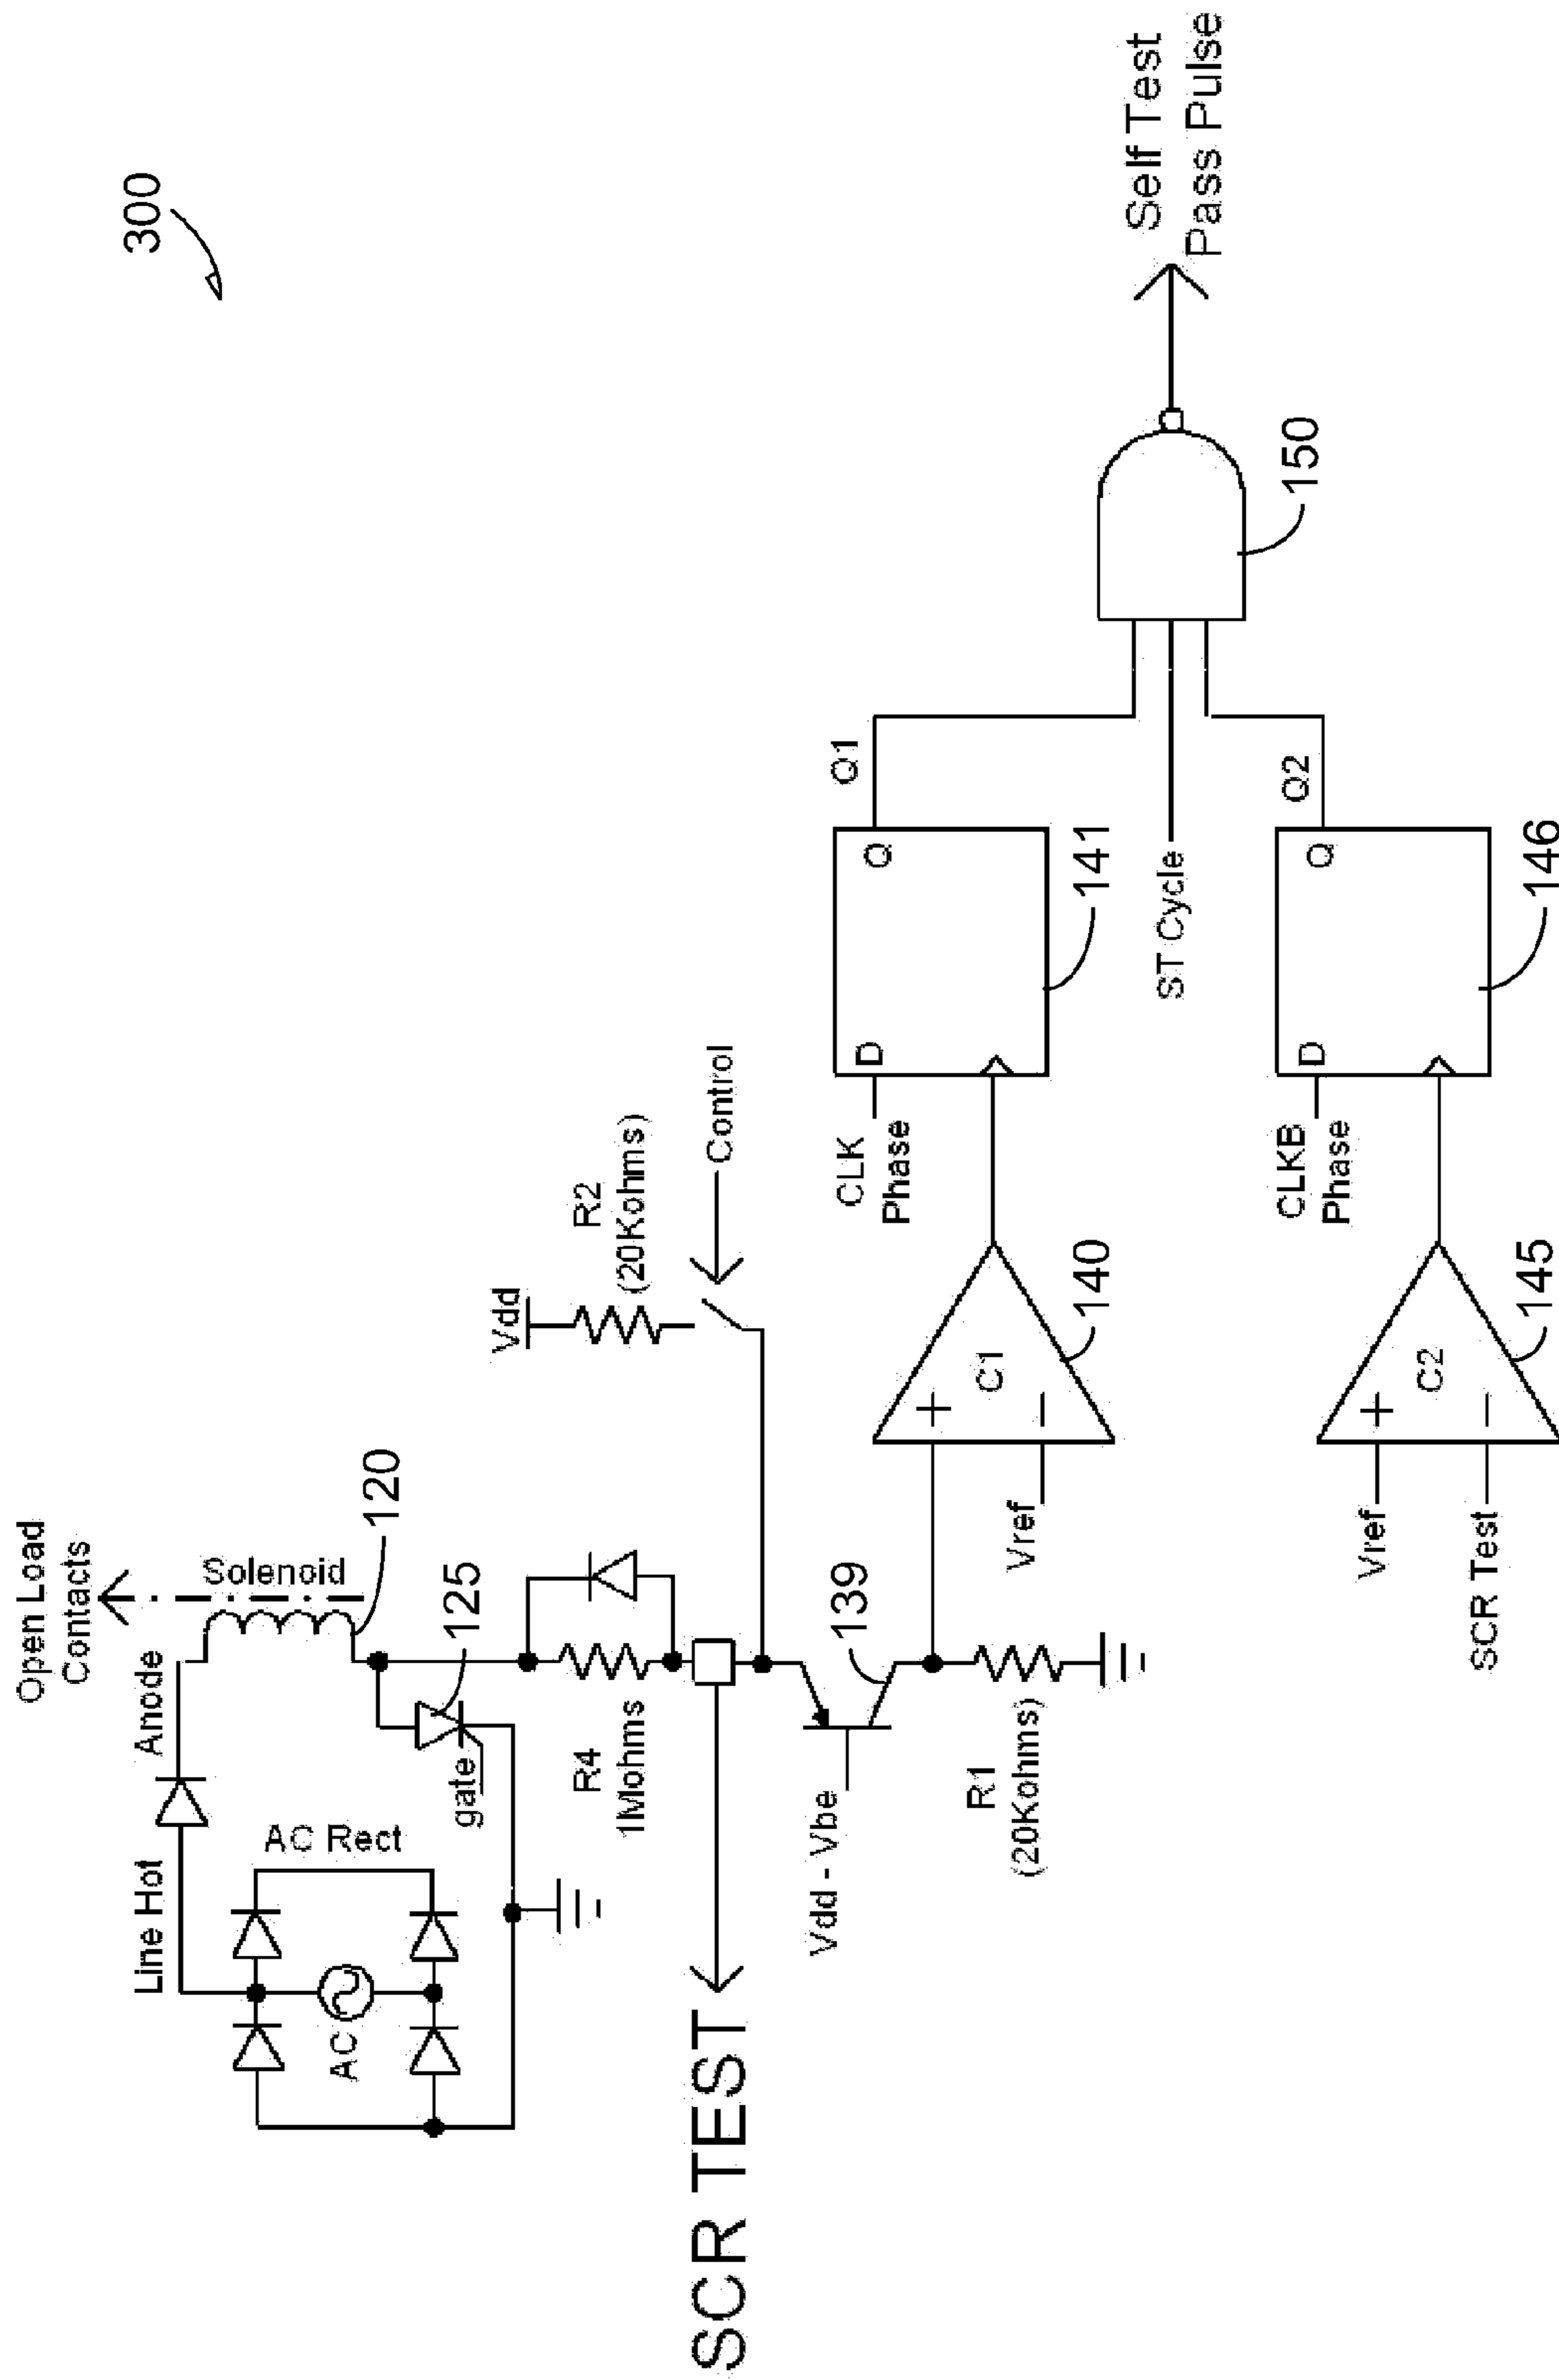 300
Open Load
Contacts
Solenoid
120
Anode
Line Hot
AC Rect
AC
125
gate
R4
1Mohms
Vdd
R2
(20Kohms)
Control
SCR TEST
Vdd - Vbe
139
R1
(20Kohms)
Vref
+
−
C1
140
CLK
Phase
D
Q
Q1
141
ST Cycle
Vref
SCR Test
+
−
C2
145
CLKB
Phase
D
Q
Q2
146
150
Self Test
Pass Pulse